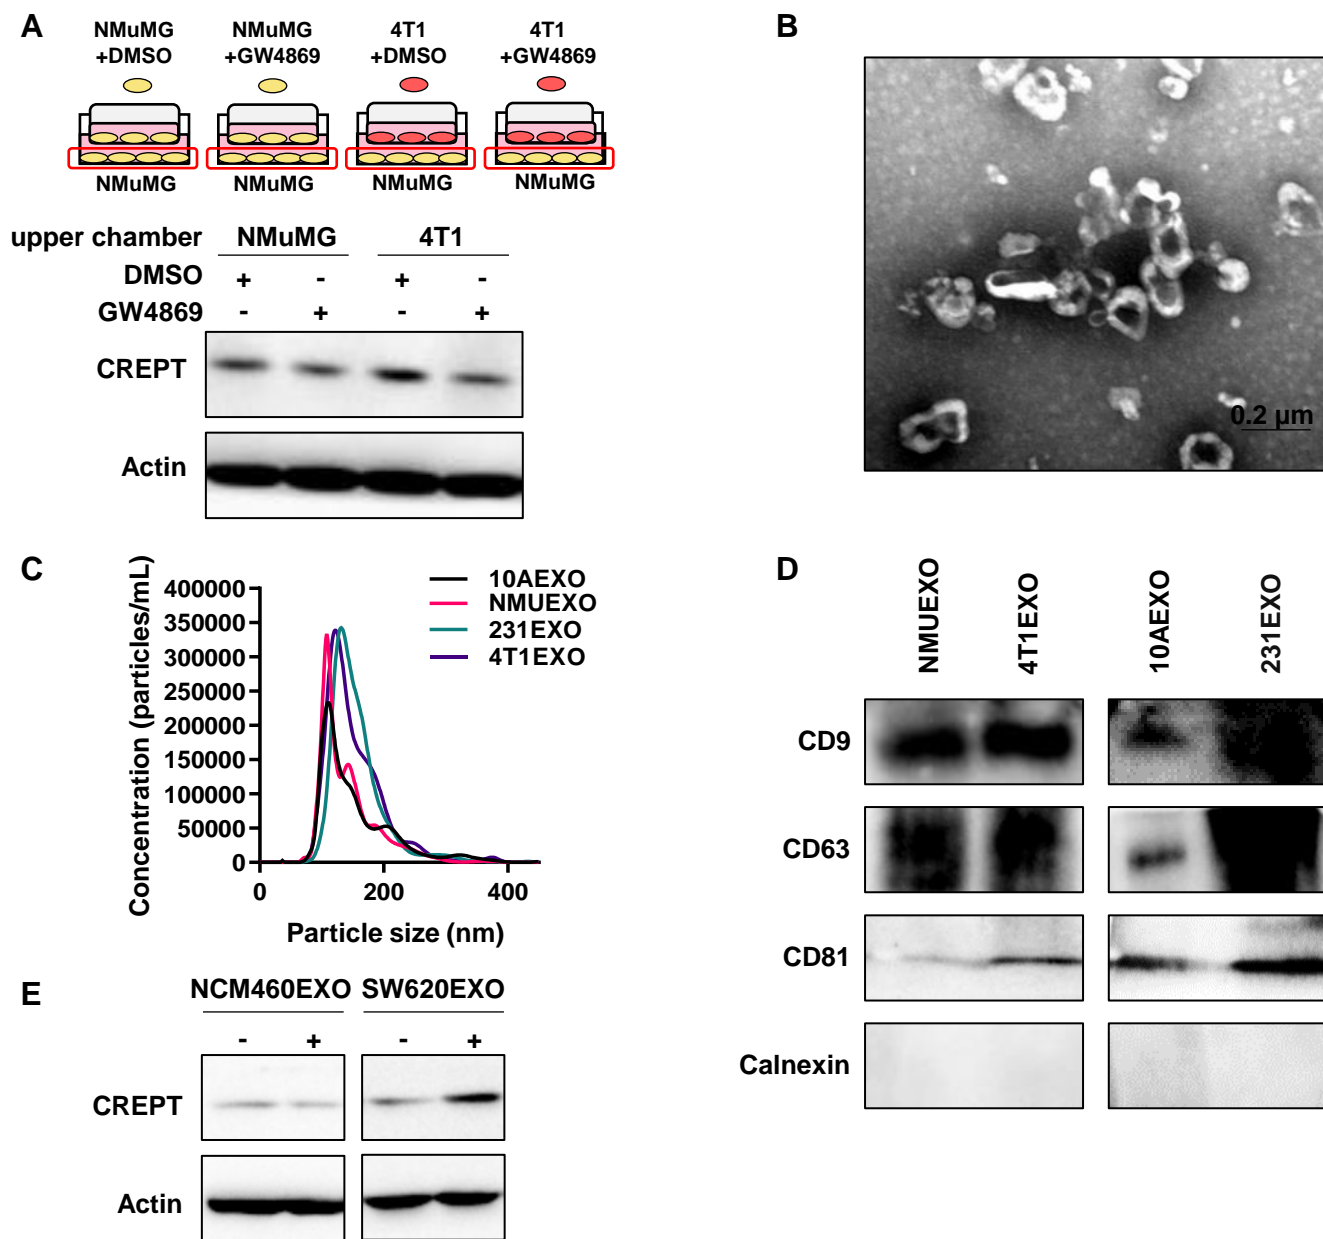 A
NMuMG NMuMG 4T1 4T1
+DMSO +GW4869 +DMSO +GW4869
NMuMG NMuMG NMuMG NMuMG
upper chamber NMuMG 4T1
DMSO + - + -
GW4869 - + - +
CREPT
Actin
B
0.2 μm
C
Concentration (particles/mL)
400000
350000
300000
250000
200000
150000
100000
50000
0
0 200 400
Particle size (nm)
10AEXO
NMUEXO
231EXO
4T1EXO
D
NMUEXO 4T1EXO 10AEXO 231EXO
CD9
CD63
CD81
Calnexin
E
NCM460EXO SW620EXO
- + - +
CREPT
Actin